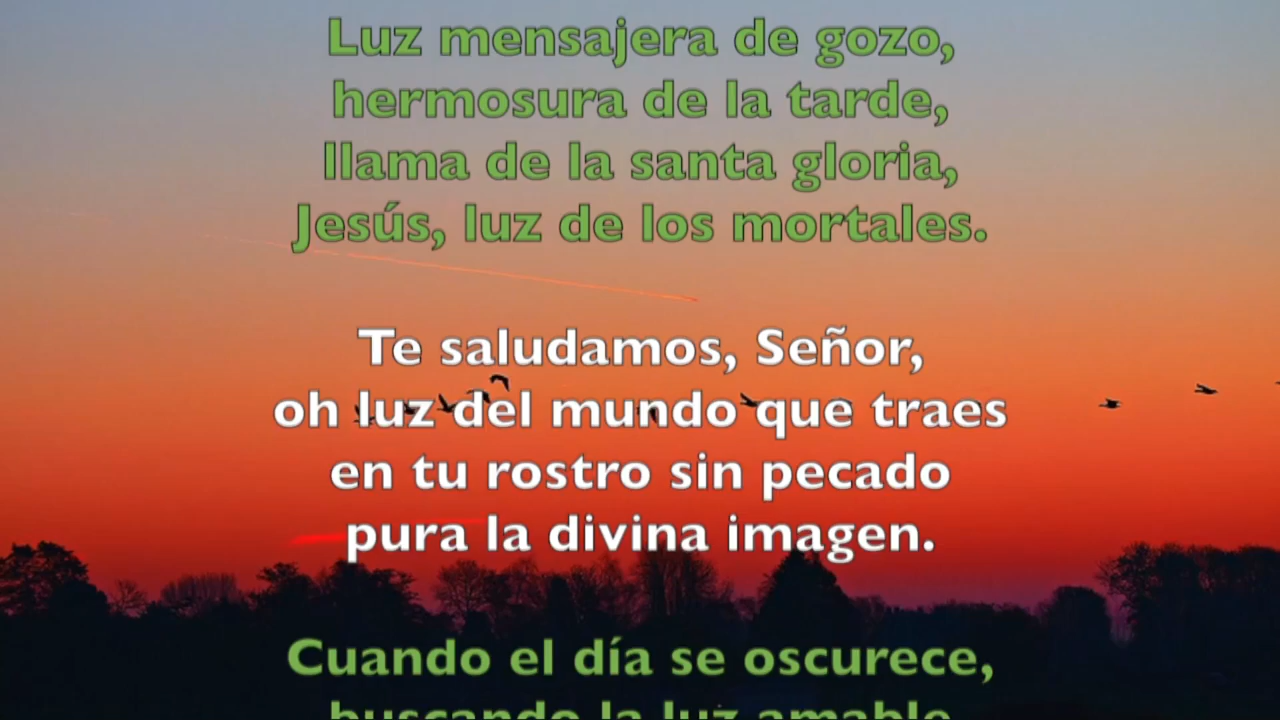 Luz mensajera de gozo,
hermosura de la tarde,
llama de la santa gloria,
Jesús, luz de los mortales.
Te saludamos, Señor,
oh luz del mundo que traes
en tu rostro sin pecado
pura la divina imagen.
Cuando el día se oscurece,
buscando la luz amable